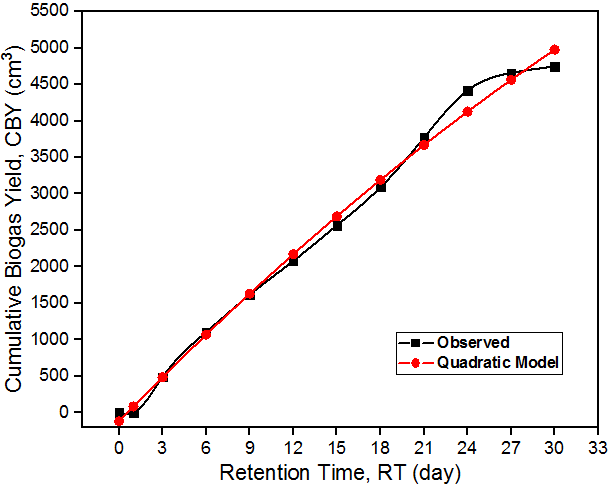 5500
5000
4500
4000
3500
3000
2500
2000
1500
1000
500
0
Cumulative Biogas Yield, CBY (cm³)
Observed
Quadratic Model
0 3 6 9 12 15 18 21 24 27 30 33
Retention Time, RT (day)